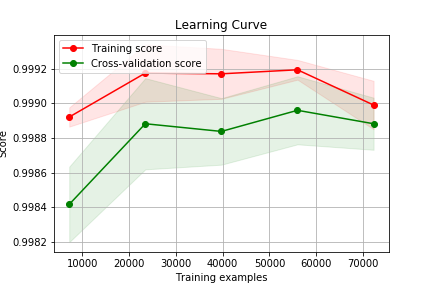 Learning Curve
Training score
Cross-validation score
0.9992
0.9990
0.9988
0.9986
0.9984
0.9982
Score
10000 20000 30000 40000 50000 60000 70000
Training examples